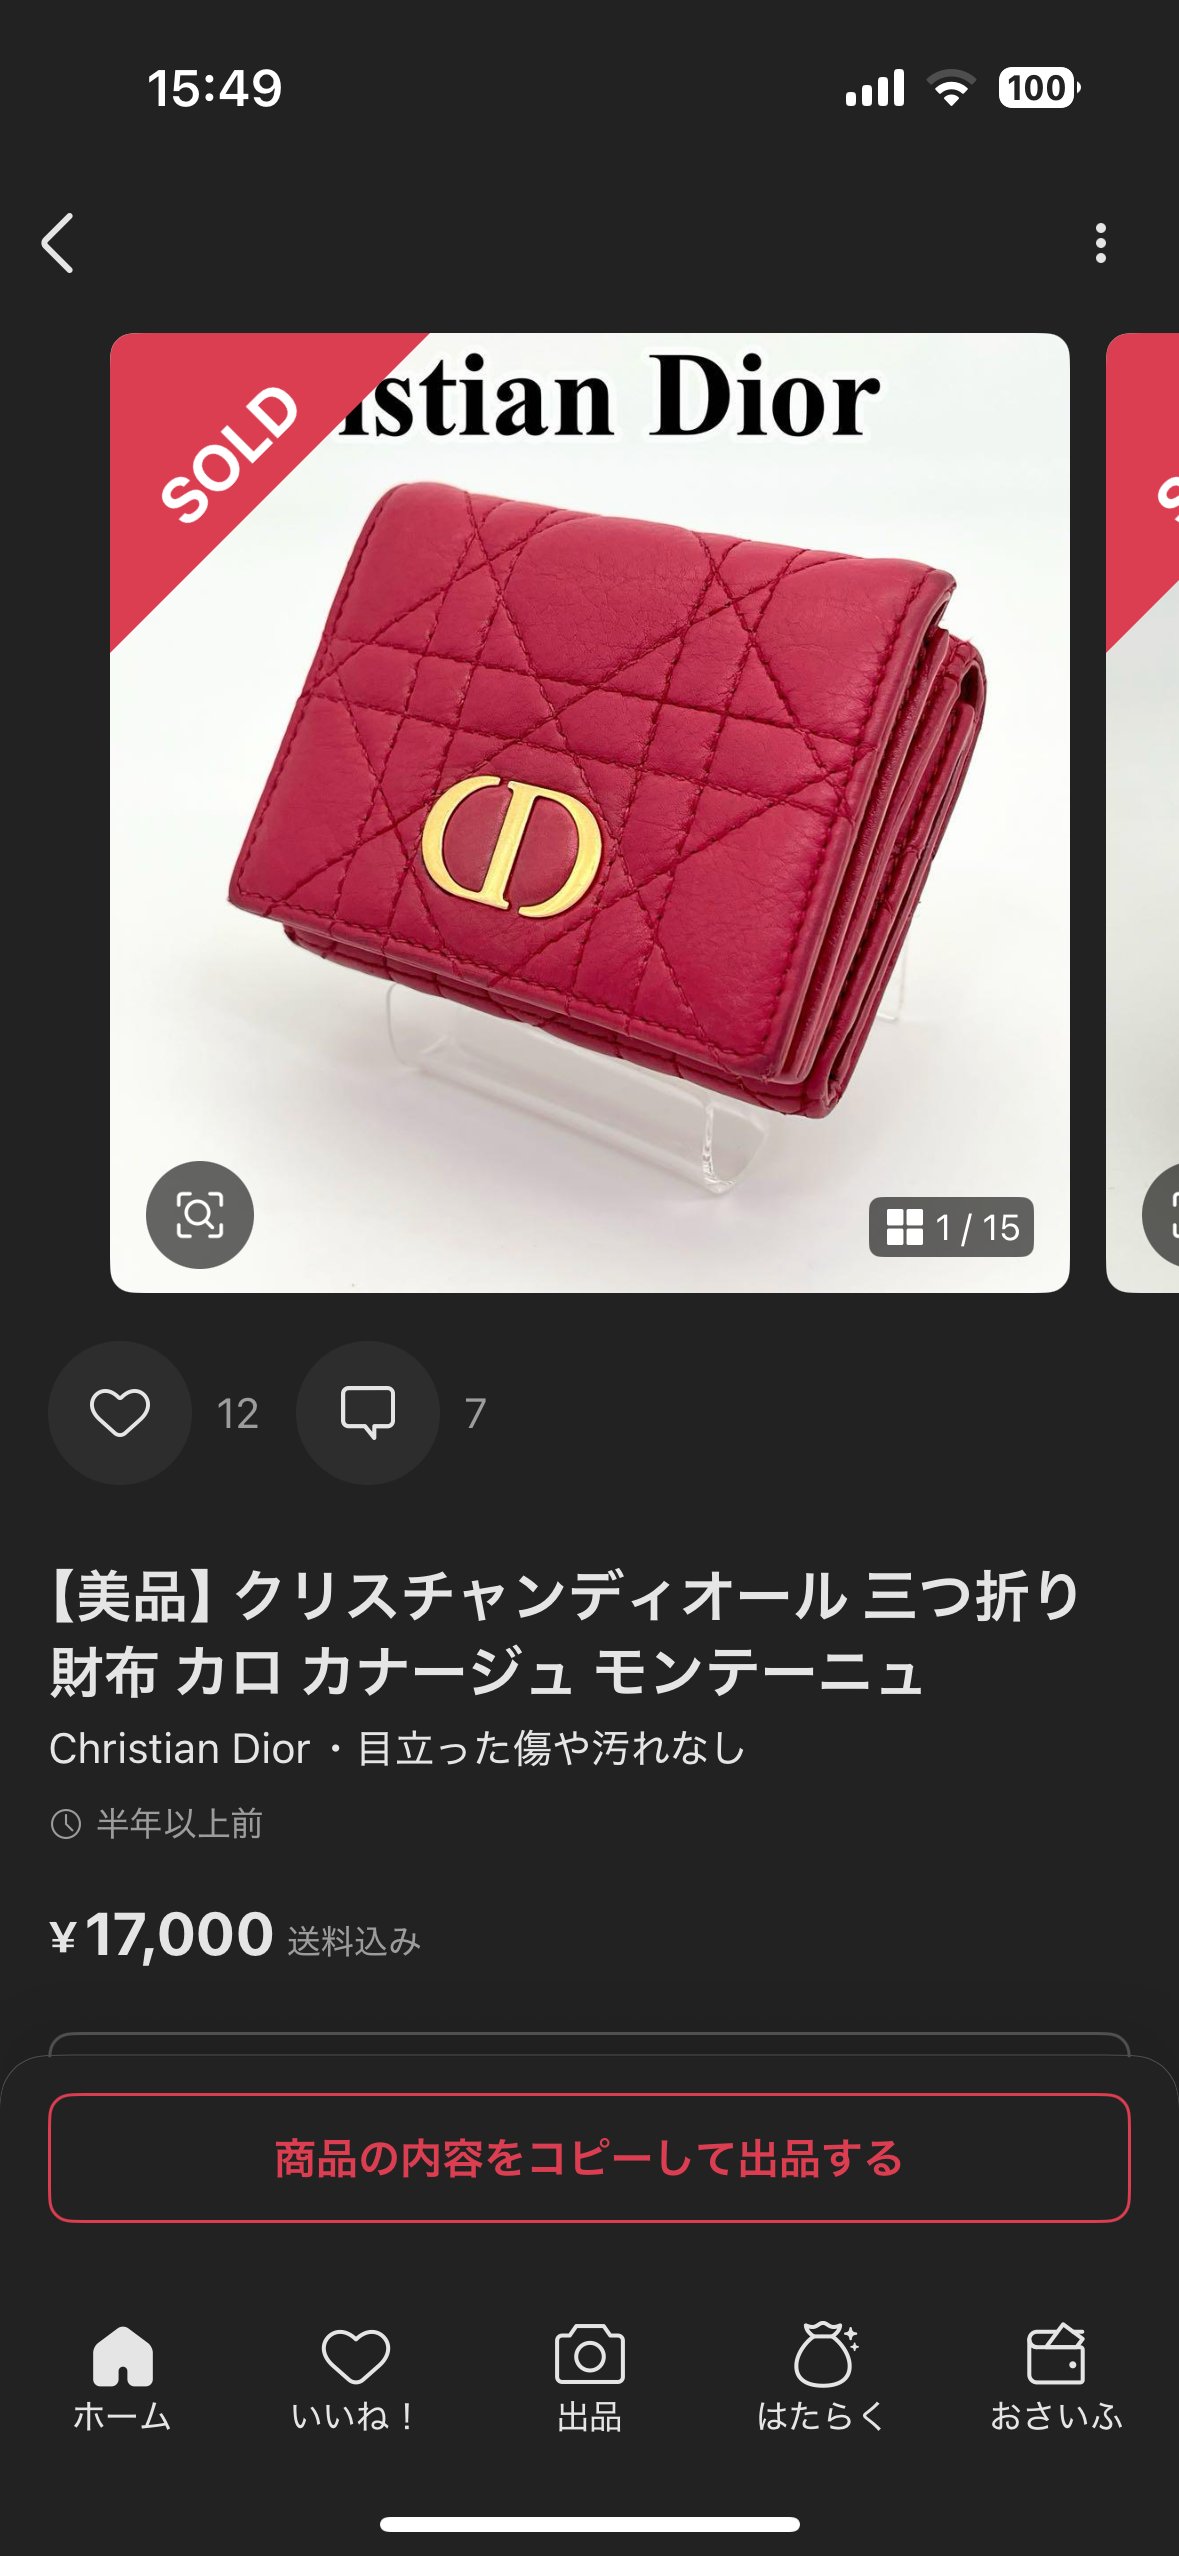 15:49
100
SOLD
istian Dior
1 / 15
12
7
【美品】クリスチャンディオール 三つ折り
財布 カロ カナージュ モンテーニュ
Christian Dior・目立った傷や汚れなし
半年以上前
¥17,000 送料込み
商品の内容をコピーして出品する
ホーム
いいね！
出品
はたらく
おさいふ